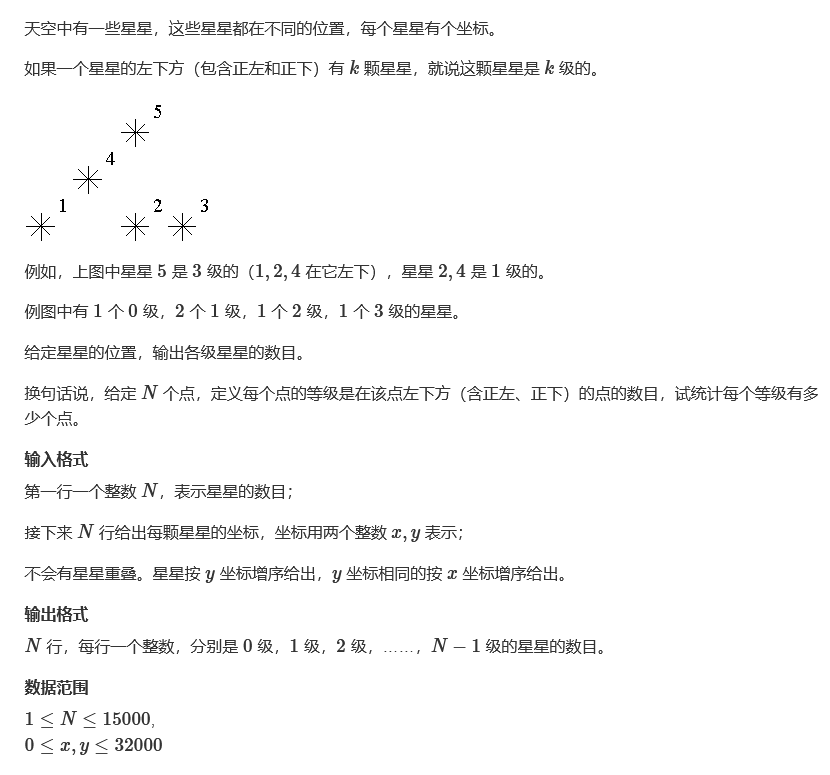 天空中有一些星星，这些星星都在不同的位置，每个星星有个坐标。
如果一个星星的左下方（包含正左和正下）有 k 颗星星，就说这颗星星是 k 级的。
5
4
1
2
3
例如，上图中星星 5 是 3 级的（1, 2, 4 在它左下），星星 2, 4 是 1 级的。
例图中有 1 个 0 级，2 个 1 级，1 个 2 级，1 个 3 级的星星。
给定星星的位置，输出各级星星的数目。
换句话说，给定 N 个点，定义每个点的等级是在该点左下方（含正左、正下）的点的数目，试统计每个等级有多
少个点。
输入格式
第一行一个整数 N，表示星星的数目；
接下来 N 行给出每颗星星的坐标，坐标用两个整数 x, y 表示；
不会有星星重叠。星星按 y 坐标增序给出，y 坐标相同的按 x 坐标增序给出。
输出格式
N 行，每行一个整数，分别是 0 级，1 级，2 级，……，N − 1 级的星星的数目。
数据范围
1 ≤ N ≤ 15000,
0 ≤ x, y ≤ 32000